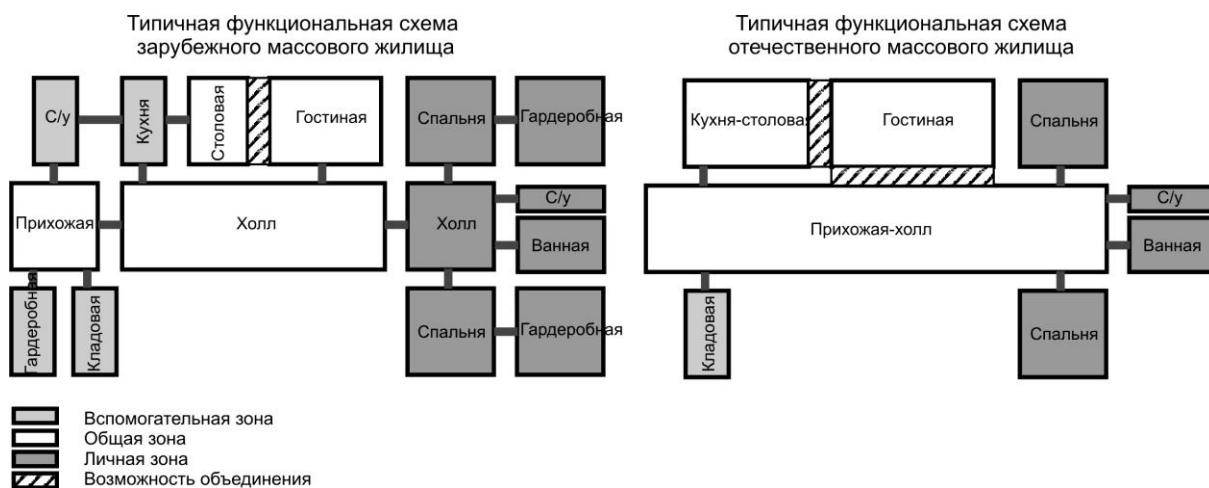 Типичная функциональная схема
зарубежного массового жилища
С/у
Кухня
Столовая
Гостиная
Спальня
Гардеробная
Прихожая
Холл
Холл
С/у
Ванная
Гардеробная
Кладовая
Спальня
Гардеробная
Типичная функциональная схема
отечественного массового жилища
Кухня-столовая
Гостиная
Спальня
Прихожая-холл
С/у
Ванная
Кладовая
Спальня
Вспомогательная зона
Общая зона
Личная зона
Возможность объединения